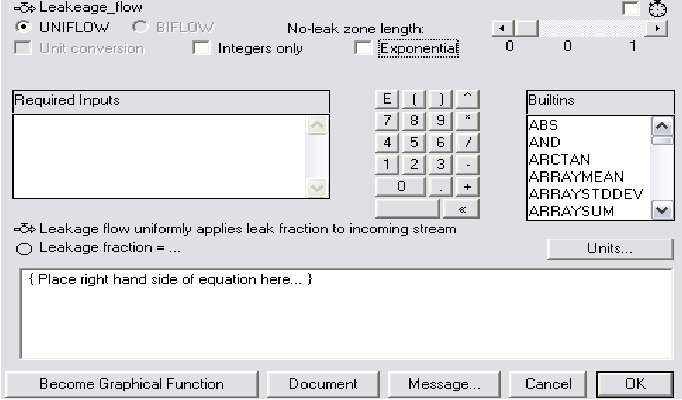 Leakeage_flow
UNIFLOW BIFLOW No-leak zone length:
Unit conversion Integers only Exponential 0 0 1
Required Inputs
E ( ) ^
7 8 9 *
4 5 6 /
1 2 3 -
0 . +
«
Builtins
ABS
AND
ARCTAN
ARRAYMEAN
ARRAYSTDDEV
ARRAYSUM
Leakage flow uniformly applies leak fraction to incoming stream
Leakage fraction = ...
Units...
{ Place right hand side of equation here... }
Become Graphical Function Document Message... Cancel OK